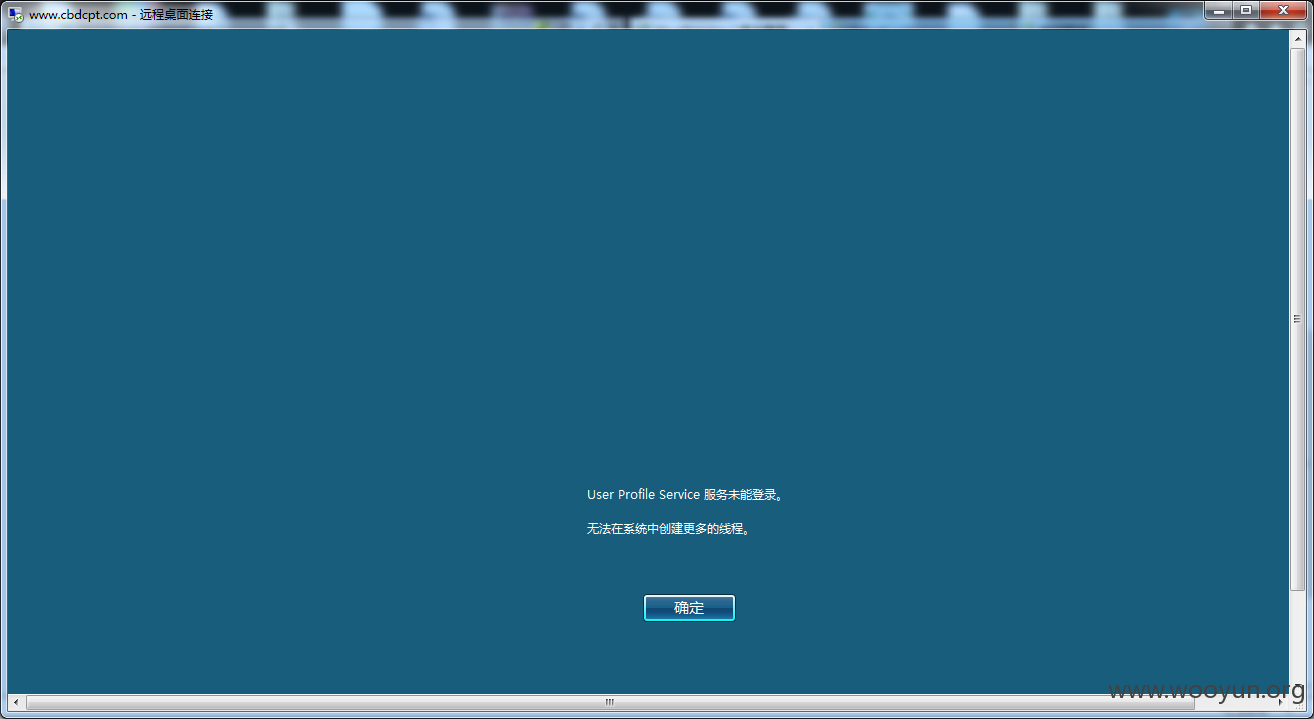 www.cbdcpt.com - 远程桌面连接
User Profile Service 服务未能登录。
无法在系统中创建更多的线程。
确定
www.wooyun.org